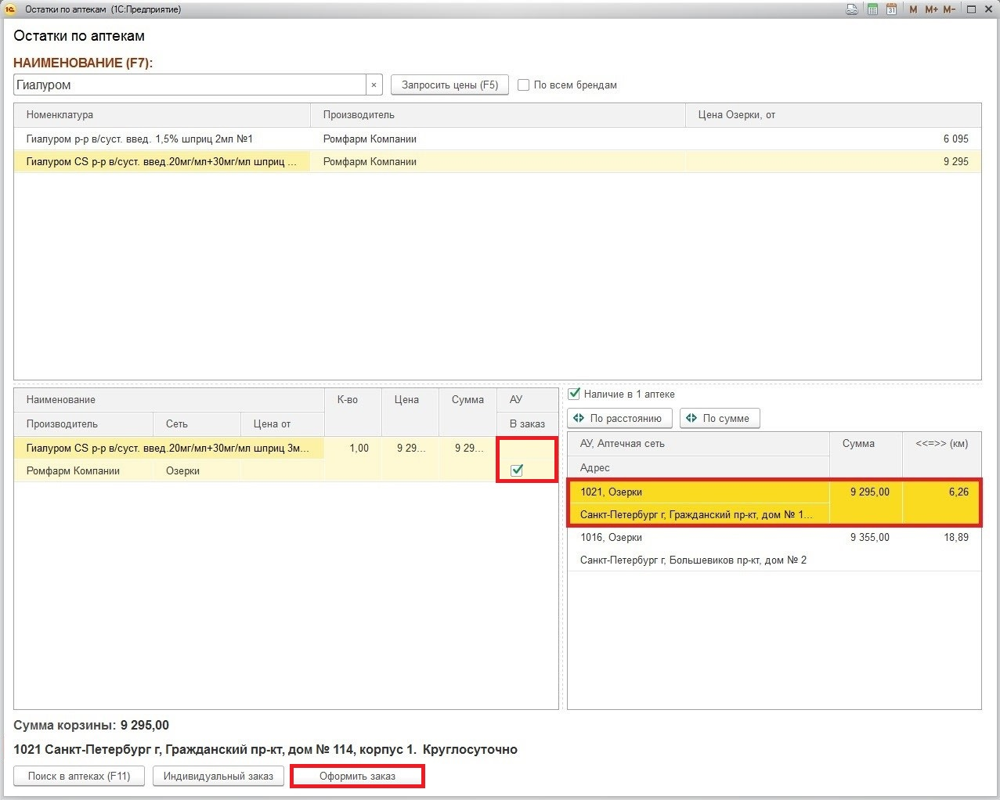 Остатки по аптекам (1С:Предприятие)
31 M M+ M-
Остатки по аптекам
НАИМЕНОВАНИЕ (F7):
Гиалуром × Запросить цены (F5) По всем брендам
Номенклатура Производитель Цена Озерки, от
Гиалуром р-р в/суст. введ. 1,5% шприц 2мл №1 Ромфарм Компании 6 095
Гиалуром CS р-р в/суст. введ.20мг/мл+30мг/мл шприц ... Ромфарм Компании 9 295
Наименование К-во Цена Сумма АУ
Производитель Сеть Цена от В заказ
Гиалуром CS р-р в/суст. введ.20мг/мл+30мг/мл шприц 3м... 1,00 9 29... 9 29...
Ромфарм Компании Озерки
Наличие в 1 аптеке
По расстоянию По сумме
АУ, Аптечная сеть Сумма <<=>> (км)
Адрес
1021, Озерки 9 295,00 6,26
Санкт-Петербург г, Гражданский пр-кт, дом № 1...
1016, Озерки 9 355,00 18,89
Санкт-Петербург г, Большевиков пр-кт, дом № 2
Сумма корзины: 9 295,00
1021 Санкт-Петербург г, Гражданский пр-кт, дом № 114, корпус 1. Круглосуточно
Поиск в аптеках (F11) Индивидуальный заказ Оформить заказ